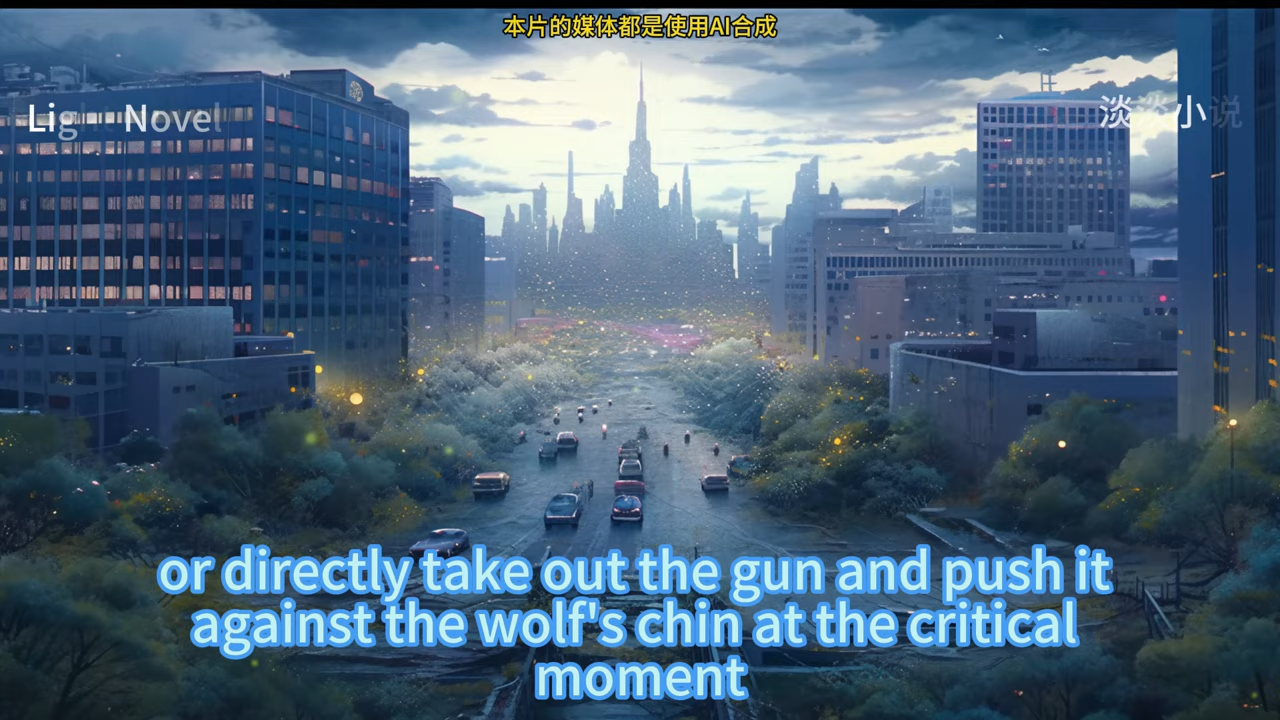 本片的媒体都是使用AI合成
Light Novel
淡淡小说
or directly take out the gun and push it
against the wolf's chin at the critical
moment